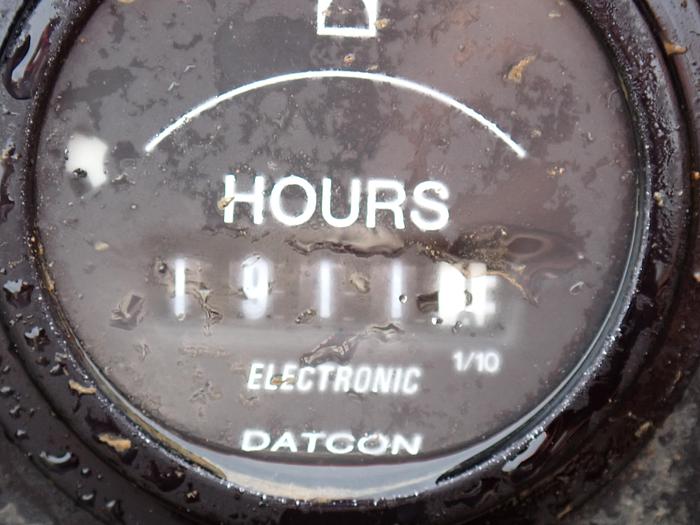 HOURS
1911
1/10
ELECTRONIC
DATCON